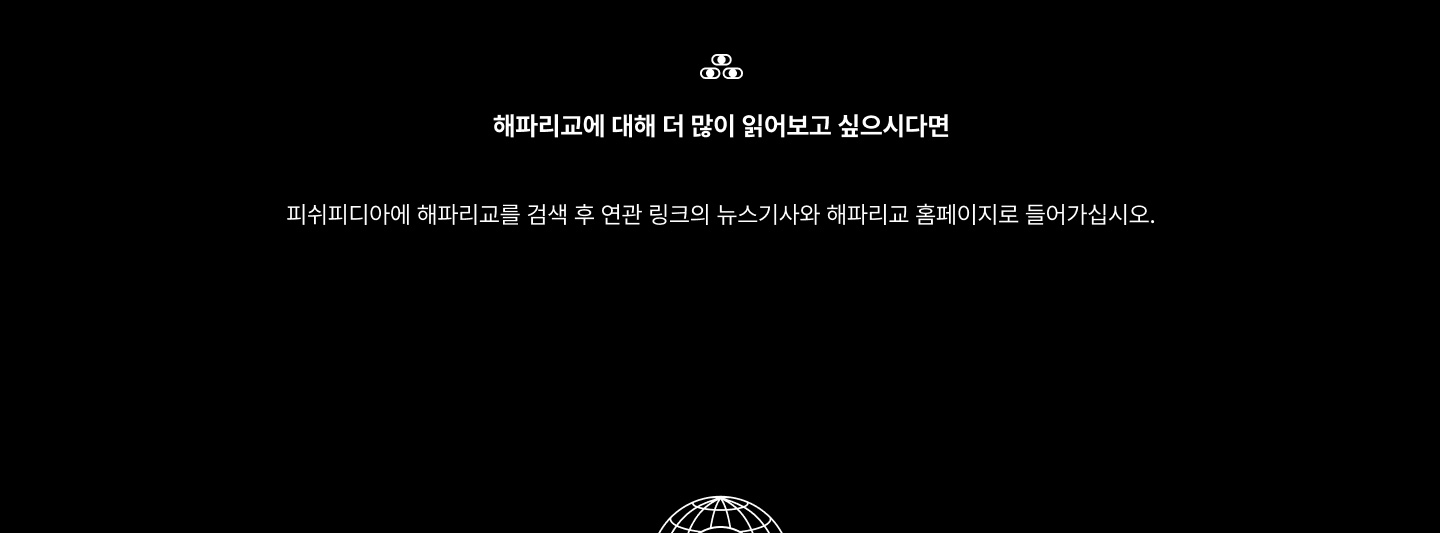 해파리교에 대해 더 많이 읽어보고 싶으시다면
피쉬피디아에 해파리교를 검색 후 연관 링크의 뉴스기사와 해파리교 홈페이지로 들어가십시오.